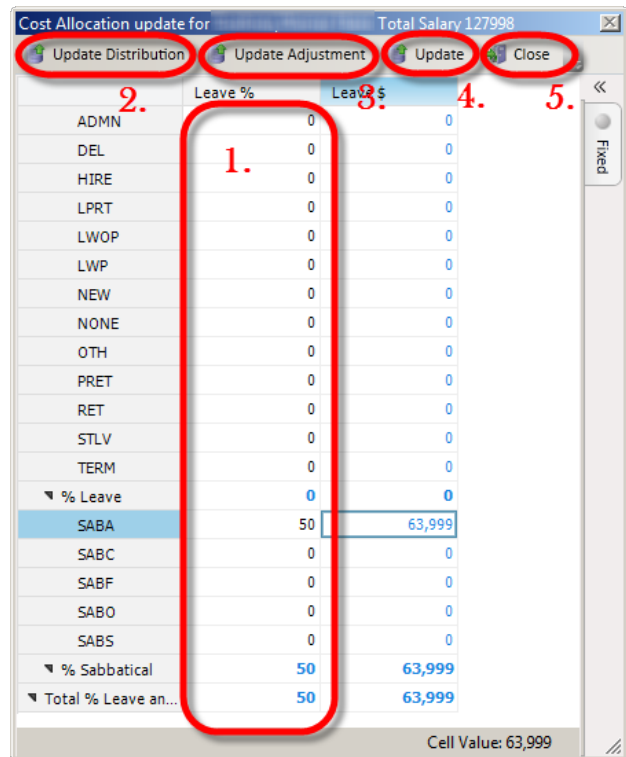 Cost Allocation update for Total Salary 127998
Update Distribution Update Adjustment Update Close
2. 3. 4. 5.
Leave % Leave $
1.
ADMN 0 0
DEL 0 0
HIRE 0 0
LPRT 0 0
LWOP 0 0
LWP 0 0
NEW 0 0
NONE 0 0
OTH 0 0
PRET 0 0
RET 0 0
STLV 0 0
TERM 0 0
% Leave 0 0
SABA 50 63,999
SABC 0 0
SABF 0 0
SABO 0 0
SABS 0 0
% Sabbatical 50 63,999
Total % Leave an... 50 63,999
Fixed
Cell Value: 63,999